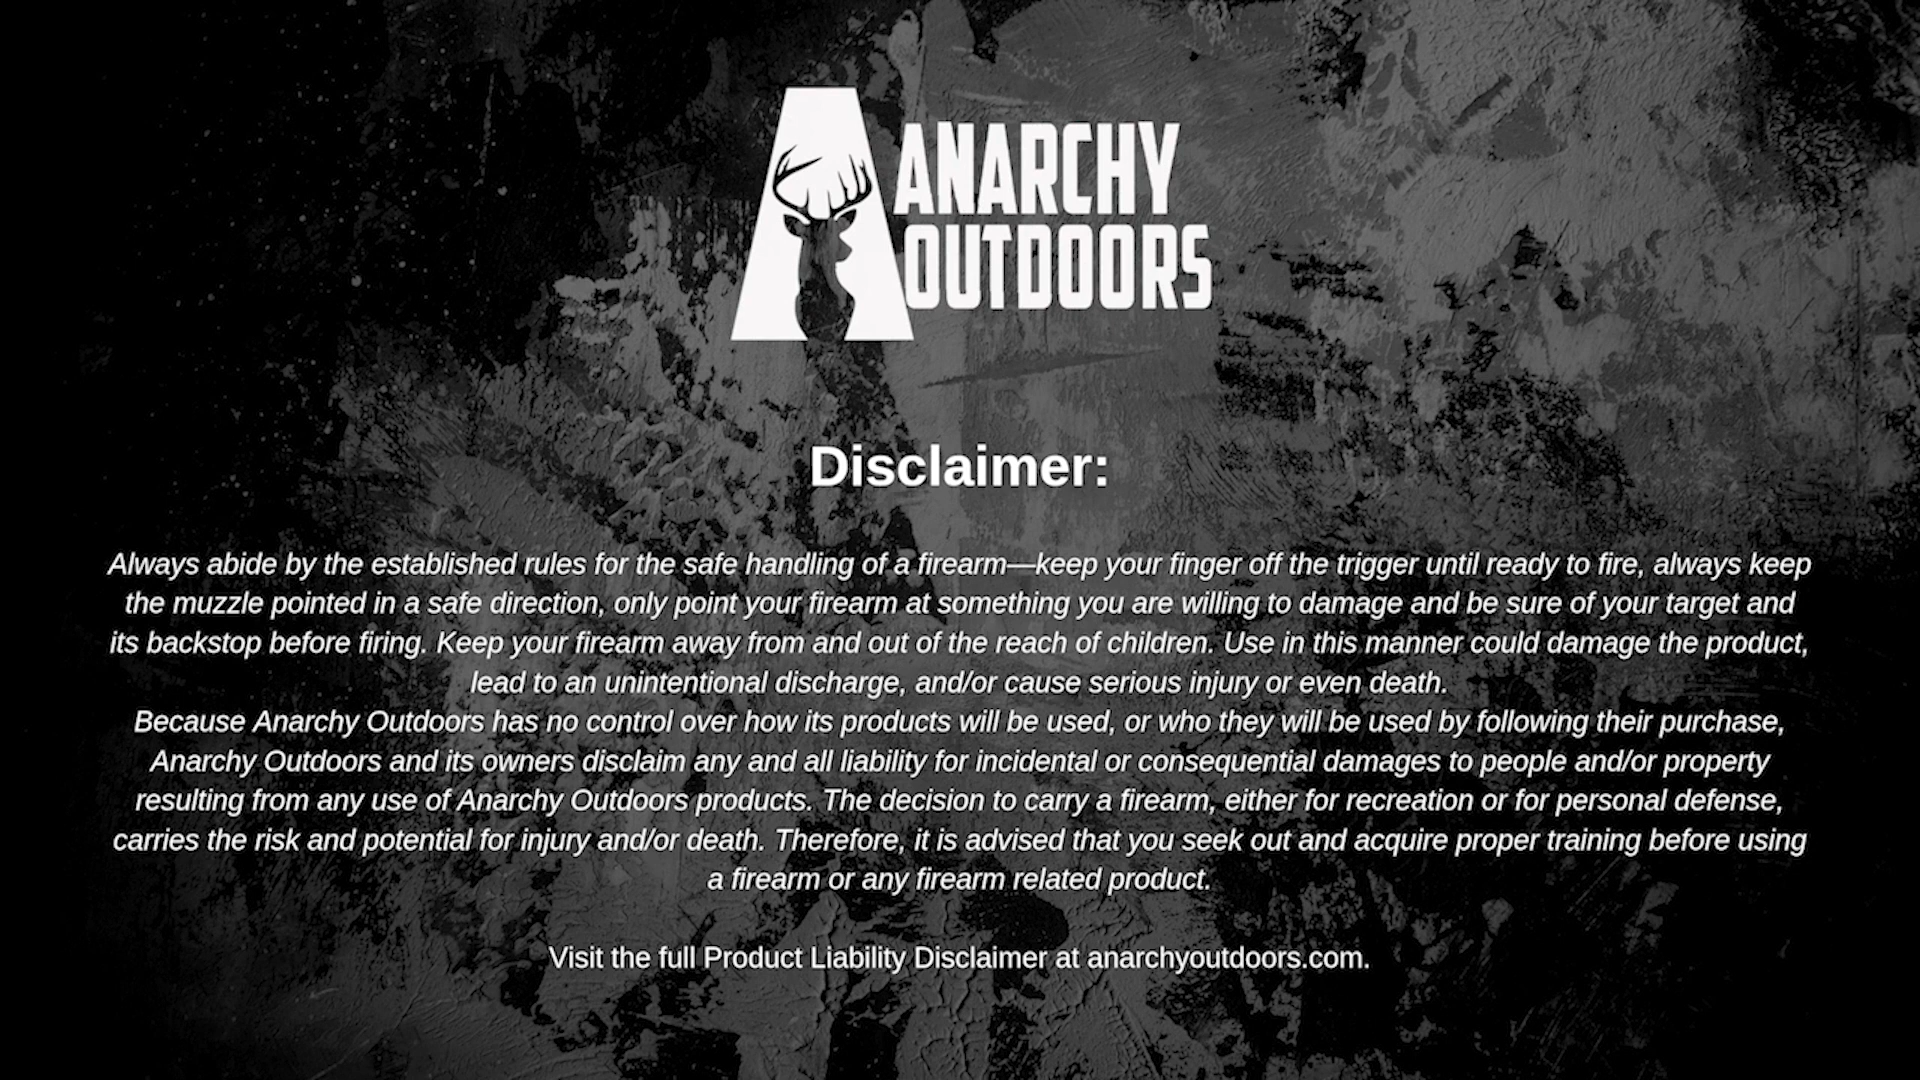 ANARCHY
OUTDOORS
Disclaimer:
Always abide by the established rules for the safe handling of a firearm—keep your finger off the trigger until ready to fire, always keep
the muzzle pointed in a safe direction, only point your firearm at something you are willing to damage and be sure of your target and
its backstop before firing. Keep your firearm away from and out of the reach of children. Use in this manner could damage the product,
lead to an unintentional discharge, and/or cause serious injury or even death.
Because Anarchy Outdoors has no control over how its products will be used, or who they will be used by following their purchase,
Anarchy Outdoors and its owners disclaim any and all liability for incidental or consequential damages to people and/or property
resulting from any use of Anarchy Outdoors products. The decision to carry a firearm, either for recreation or for personal defense,
carries the risk and potential for injury and/or death. Therefore, it is advised that you seek out and acquire proper training before using
a firearm or any firearm related product.
Visit the full Product Liability Disclaimer at anarchyoutdoors.com.